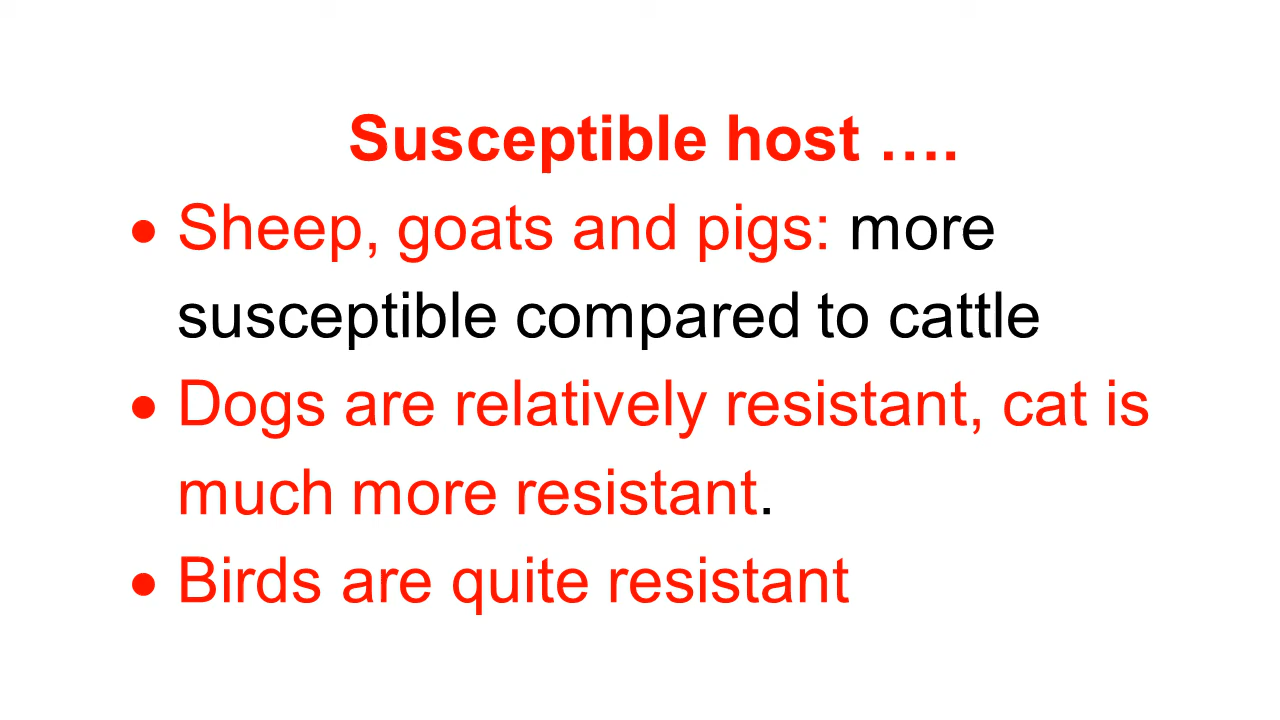 Susceptible host ….
• Sheep, goats and pigs: more
susceptible compared to cattle
• Dogs are relatively resistant, cat is
much more resistant.
• Birds are quite resistant